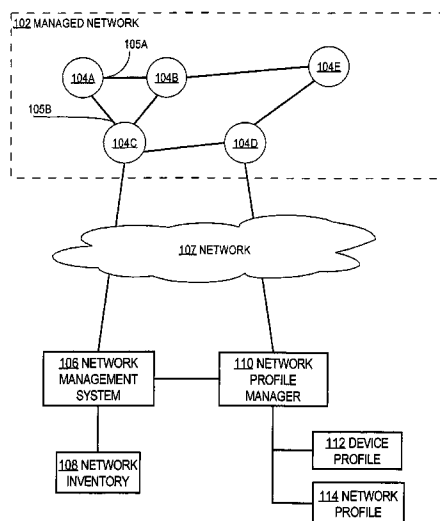 102 MANAGED NETWORK
105A
104A
104B
104E
105B
104C
104D
107 NETWORK
106 NETWORK
MANAGEMENT
SYSTEM
110 NETWORK
PROFILE
MANAGER
108 NETWORK
INVENTORY
112 DEVICE
PROFILE
114 NETWORK
PROFILE